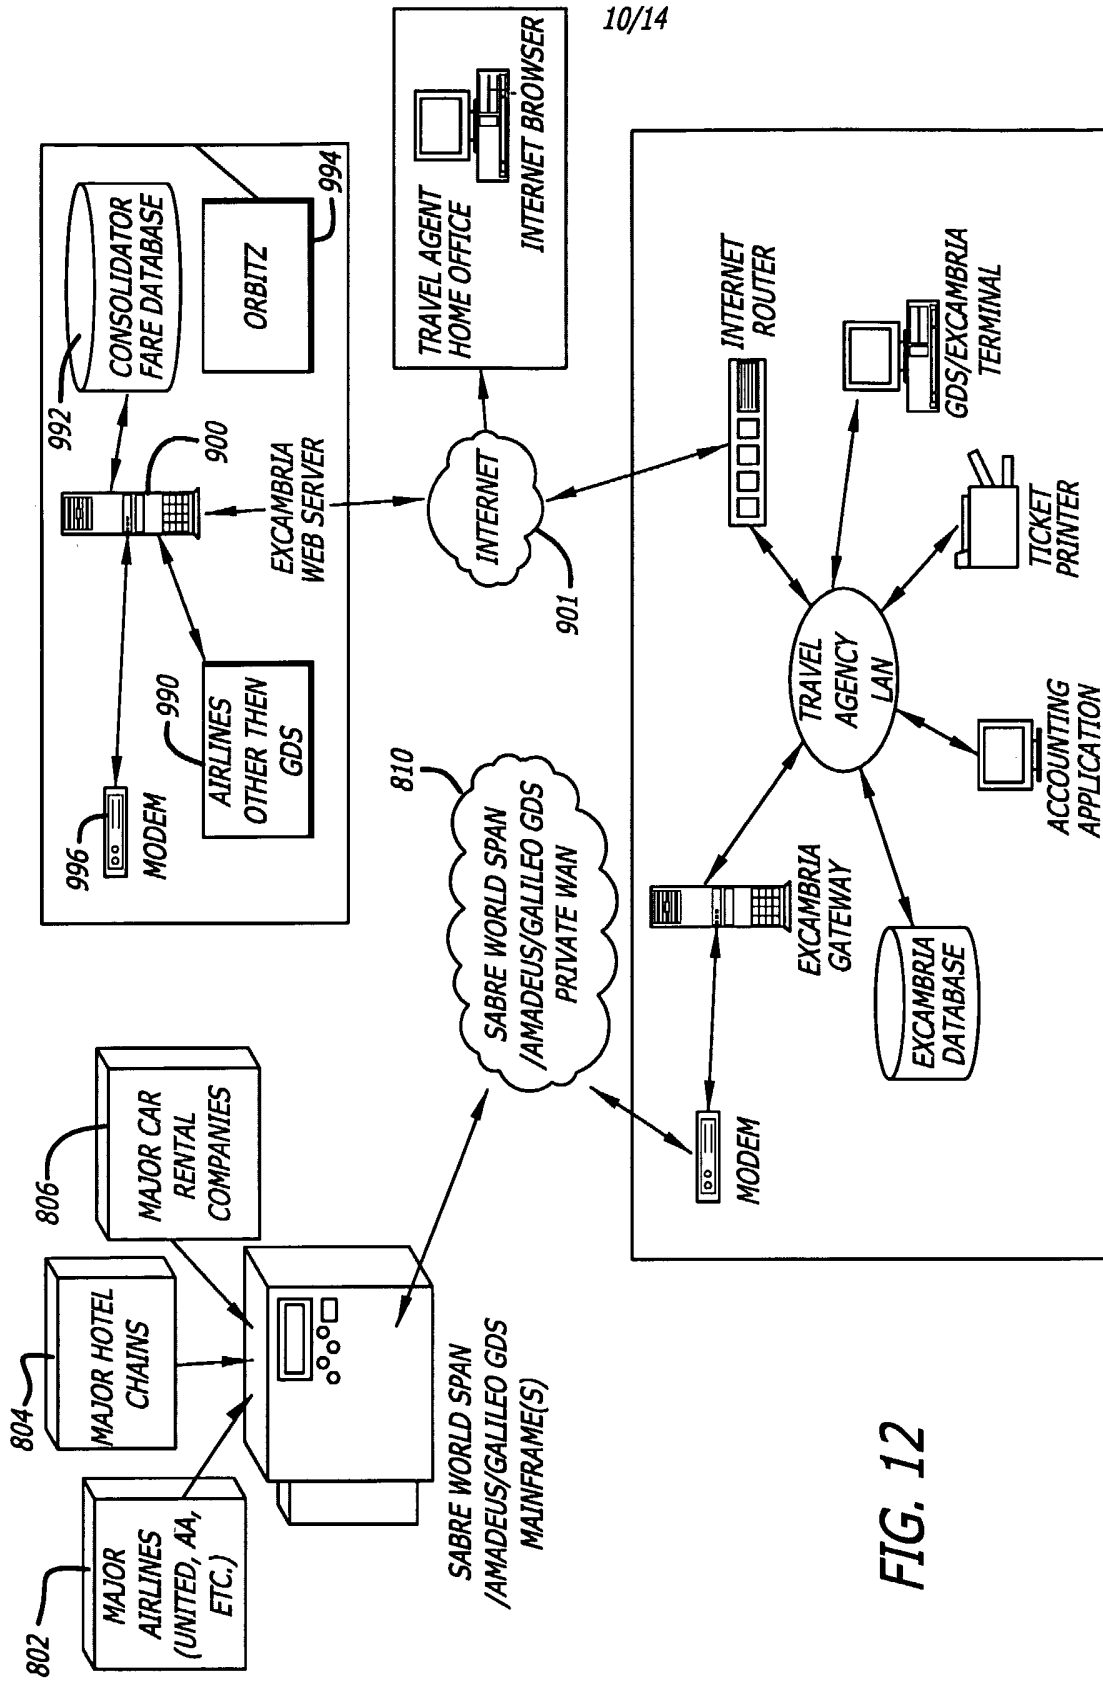 10/14
802
MAJOR
AIRLINES
(UNITED, AA,
ETC.)
804
MAJOR HOTEL
CHAINS
806
MAJOR CAR
RENTAL
COMPANIES
SABRE WORLD SPAN
/AMADEUS/GALILEO GDS
MAINFRAME(S)
810
SABRE WORLD SPAN
/AMADEUS/GALILEO GDS
PRIVATE WAN
996
MODEM
990
AIRLINES
OTHER THEN
GDS
992
CONSOLIDATOR
FARE DATABASE
900
EXCAMBRIA
WEB SERVER
ORBITZ
994
INTERNET
901
TRAVEL AGENT
HOME OFFICE
INTERNET BROWSER
MODEM
EXCAMBRIA
GATEWAY
EXCAMBRIA
DATABASE
TRAVEL
AGENCY
LAN
INTERNET
ROUTER
GDS/EXCAMBRIA
TERMINAL
TICKET
PRINTER
ACCOUNTING
APPLICATION
FIG. 12